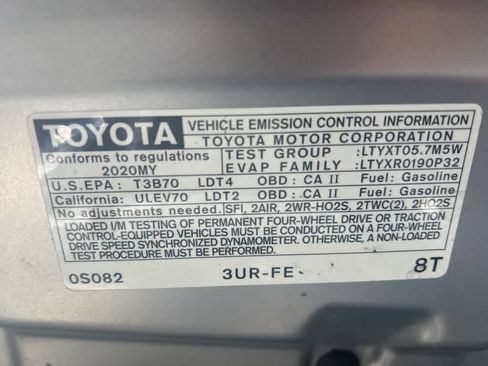 TOYOTA VEHICLE EMISSION CONTROL INFORMATION
TOYOTA MOTOR CORPORATION
Conforms to regulations TEST GROUP :LTYXT05.7M5W
2020MY EVAP FAMILY :LTYXR0190P32
U.S.EPA : T3B70 LDT4 OBD : CA II Fuel: Gasoline
California: ULEV70 LDT2 OBD : CA II Fuel: Gasoline
No adjustments needed. SFI, 2AIR, 2WR-HO2S, 2TWC(2), 2HO2S
LOADED I/M TESTING OF PERMANENT FOUR-WHEEL DRIVE OR TRACTION
CONTROL-EQUIPPED VEHICLES MUST BE CONDUCTED ON A FOUR-WHEEL
DRIVE SPEED SYNCHRONIZED DYNAMOMETER. OTHERWISE LOADED
TEST PROCEDURE MUST BE PERFORMED.
0S082 3UR-FE 8T